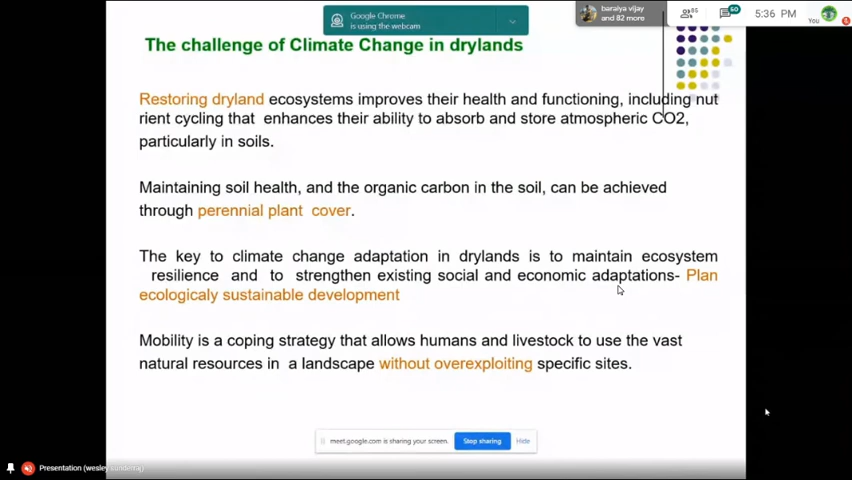 Google Chrome
is using the webcam
baraiya vijay
and 82 more
85
60
5:36 PM
You
The challenge of Climate Change in drylands
Restoring dryland ecosystems improves their health and functioning, including nut
rient cycling that enhances their ability to absorb and store atmospheric CO2,
particularly in soils.
Maintaining soil health, and the organic carbon in the soil, can be achieved
through perennial plant cover.
The key to climate change adaptation in drylands is to maintain ecosystem
resilience and to strengthen existing social and economic adaptations- Plan
ecologicaly sustainable development
Mobility is a coping strategy that allows humans and livestock to use the vast
natural resources in a landscape without overexploiting specific sites.
meet.google.com is sharing your screen.
Stop sharing
Hide
Presentation (wesley sunderraj)